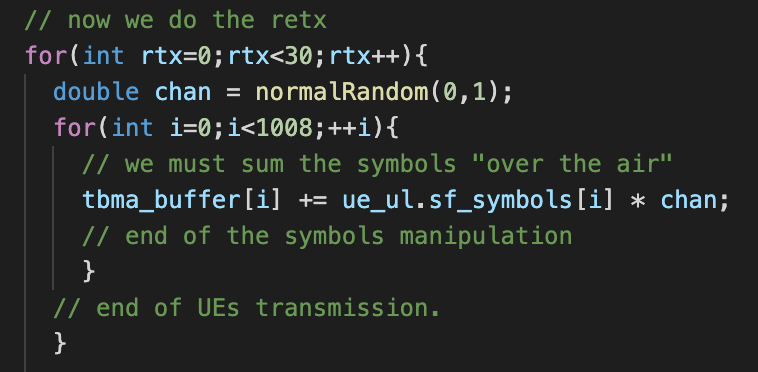 // now we do the retx
for(int rtx=0;rtx<30;rtx++){
double chan = normalRandom(0,1);
for(int i=0;i<1008;++i){
// we must sum the symbols "over the air"
tbma_buffer[i] += ue_ul.sf_symbols[i] * chan;
// end of the symbols manipulation
}
// end of UEs transmission.
}